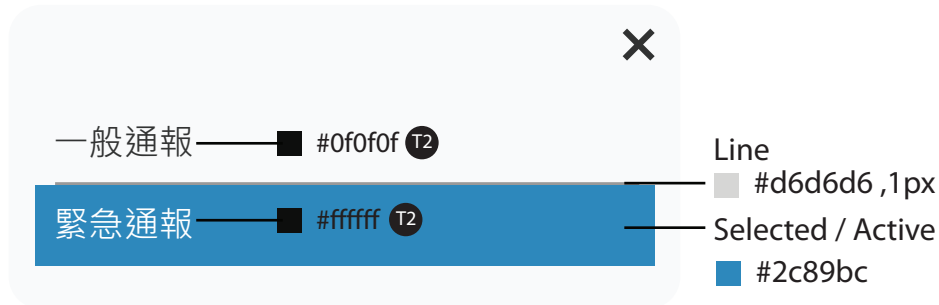 一般通報 #0f0f0f T2
緊急通報 #ffffff T2
Line
#d6d6d6 ,1px
Selected / Active
#2c89bc